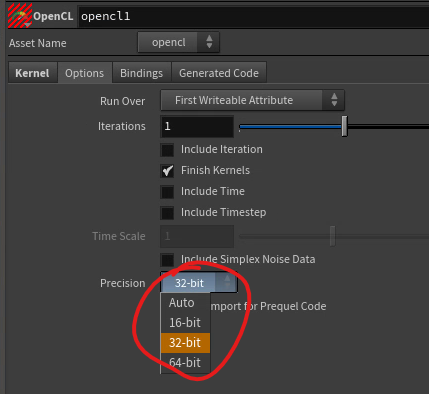 OpenCL opencl1
Asset Name opencl
Kernel Options Bindings Generated Code
Run Over First Writeable Attribute
Iterations 1
Include Iteration
Finish Kernels
Include Time
Include Timestep
Time Scale 1
Include Simplex Noise Data
Precision 32-bit
Auto
mport for Prequel Code
16-bit
32-bit
64-bit